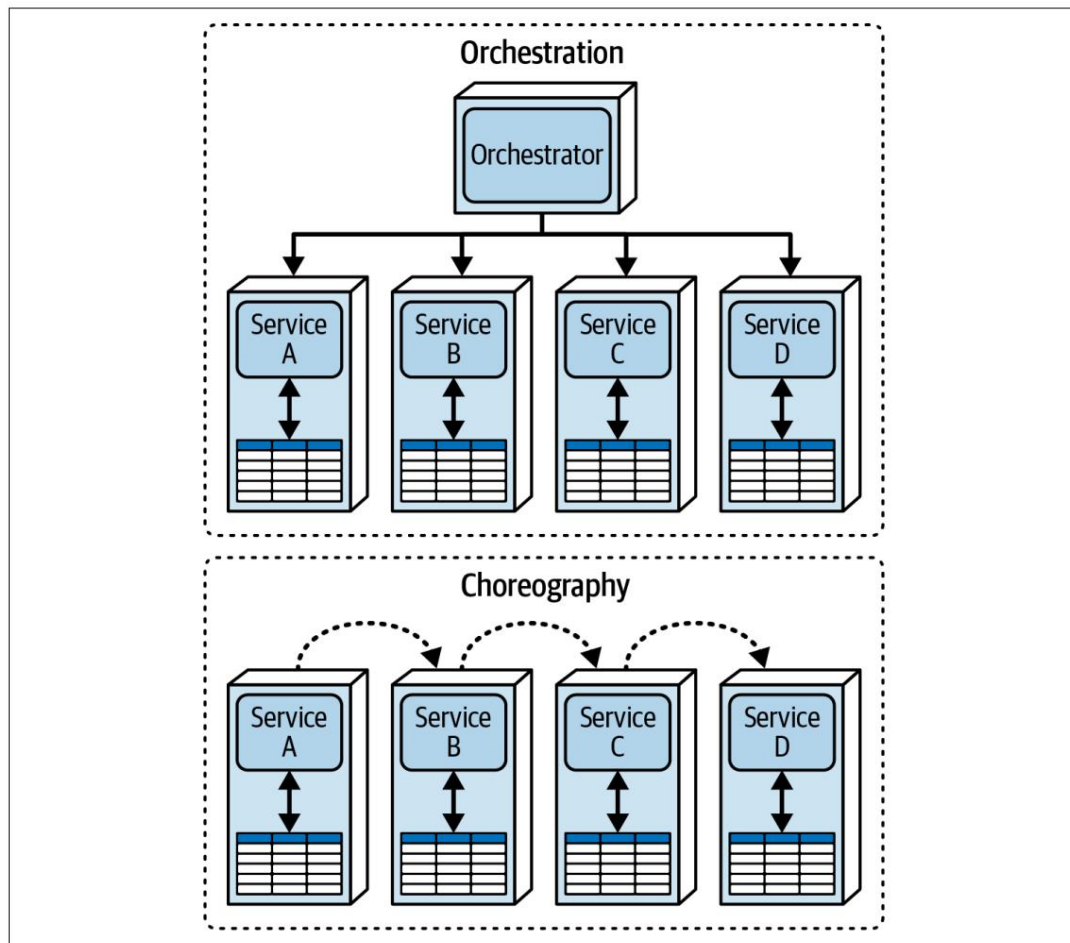 Orchestration
Orchestrator
Service
A
Service
B
Service
C
Service
D
Choreography
Service
A
Service
B
Service
C
Service
D